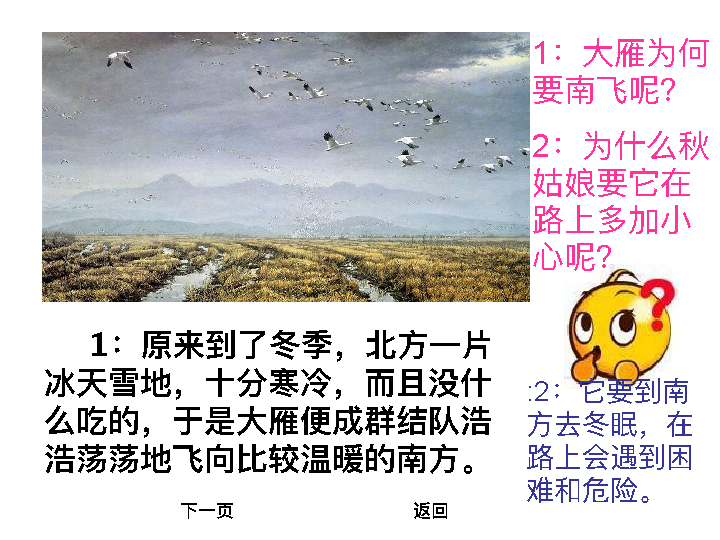 1：大雁为何
要南飞呢?
2：为什么秋
姑娘要它在
路上多加小
心呢?
1：原来到了冬季，北方一片
冰天雪地，十分寒冷，而且没什
么吃的，于是大雁便成群结队浩
浩荡荡地飞向比较温暖的南方。
:2：它要到南
方去冬眠，在
路上会遇到困
难和危险。
下一页
返回